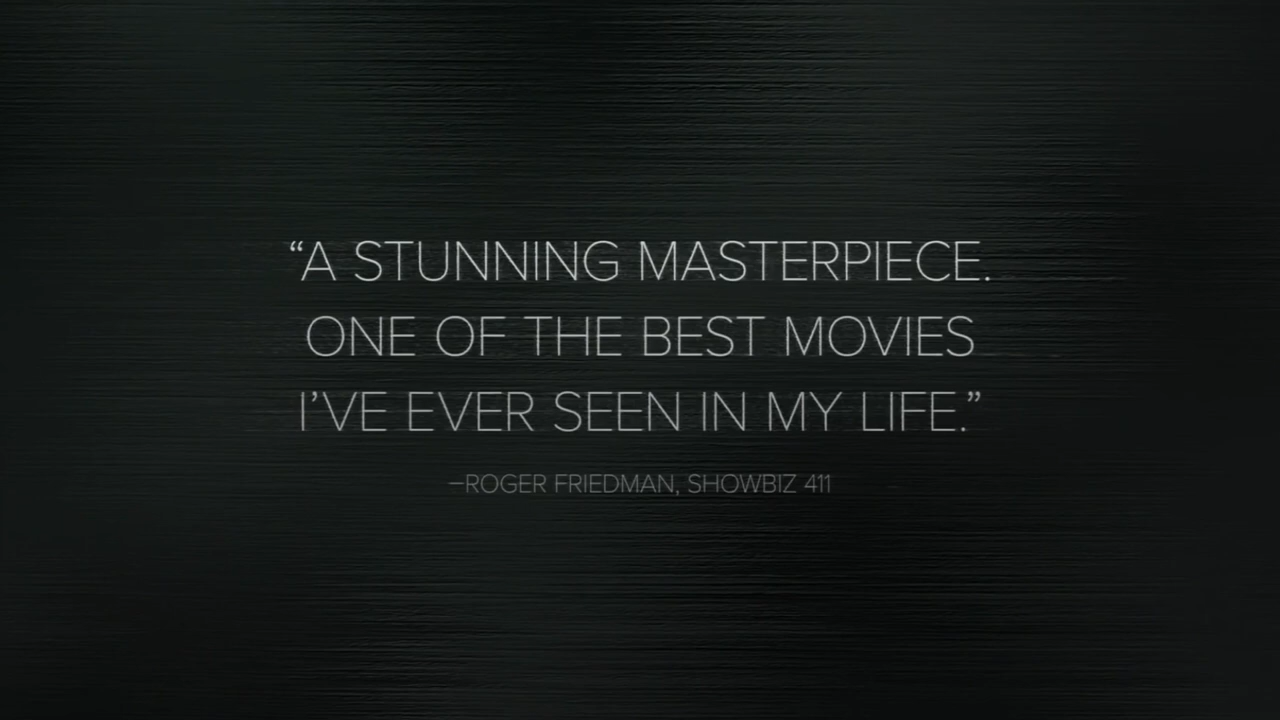 “A STUNNING MASTERPIECE.
ONE OF THE BEST MOVIES
I’VE EVER SEEN IN MY LIFE.”
–ROGER FRIEDMAN, SHOWBIZ 411